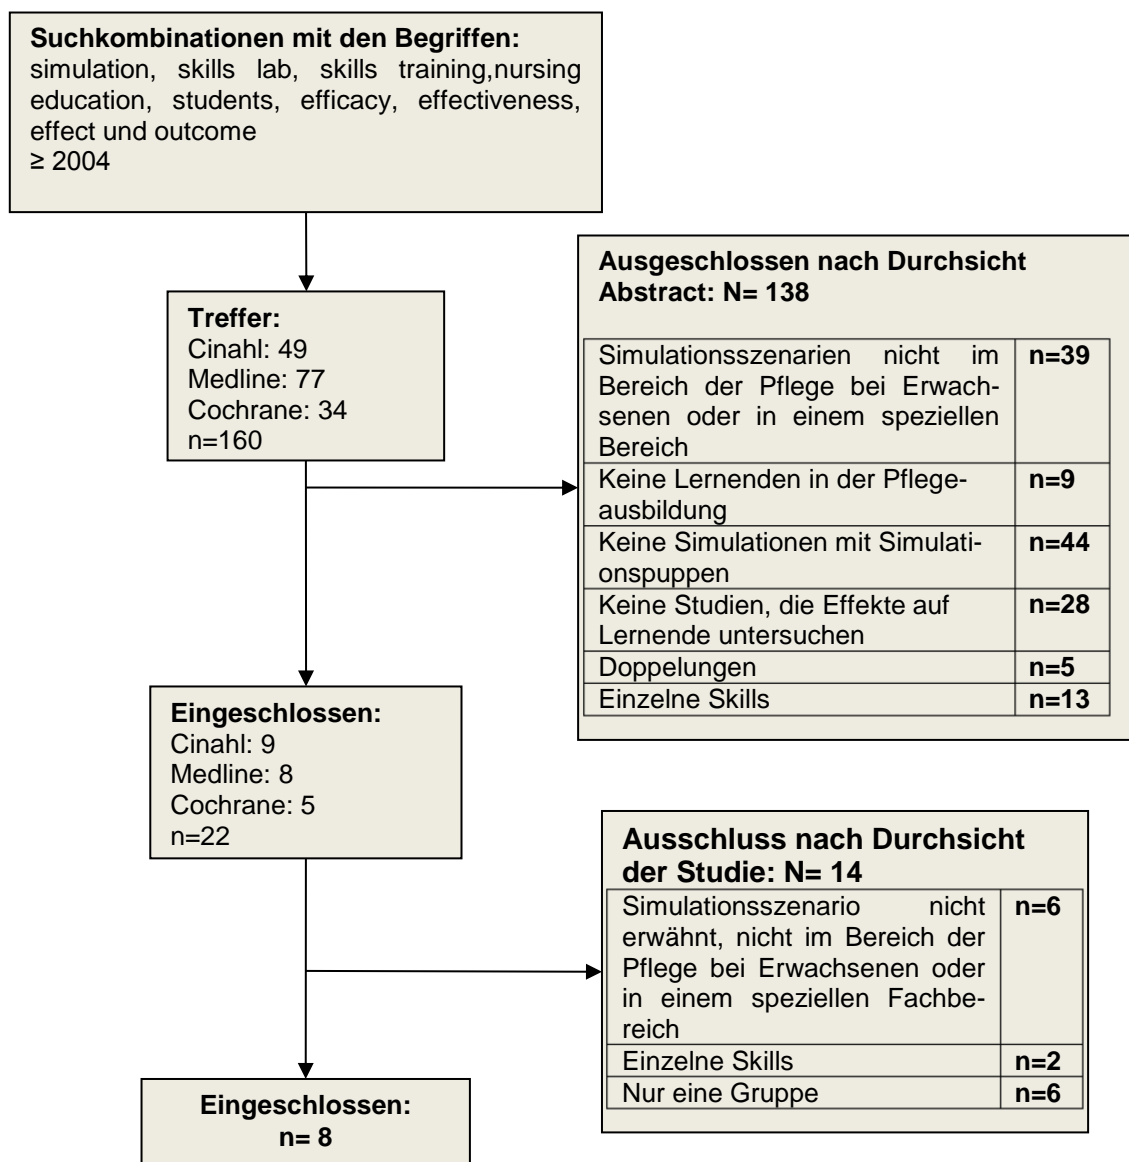 Suchkombinationen mit den Begriffen:
simulation, skills lab, skills training,nursing
education, students, efficacy, effectiveness,
effect und outcome
≥ 2004
Treffer:
Cinahl: 49
Medline: 77
Cochrane: 34
n=160
Ausgeschlossen nach Durchsicht
Abstract: N= 138
Simulationsszenarien nicht im n=39
Bereich der Pflege bei Erwach-
senen oder in einem speziellen
Bereich
Keine Lernenden in der Pflege- n=9
ausbildung
Keine Simulationen mit Simulati- n=44
onspuppen
Keine Studien, die Effekte auf n=28
Lernende untersuchen
Doppelungen n=5
Einzelne Skills n=13
Eingeschlossen:
Cinahl: 9
Medline: 8
Cochrane: 5
n=22
Ausschluss nach Durchsicht
der Studie: N= 14
Simulationsszenario nicht n=6
erwähnt, nicht im Bereich der
Pflege bei Erwachsenen oder
in einem speziellen Fachbe-
reich
Einzelne Skills n=2
Nur eine Gruppe n=6
Eingeschlossen:
n= 8